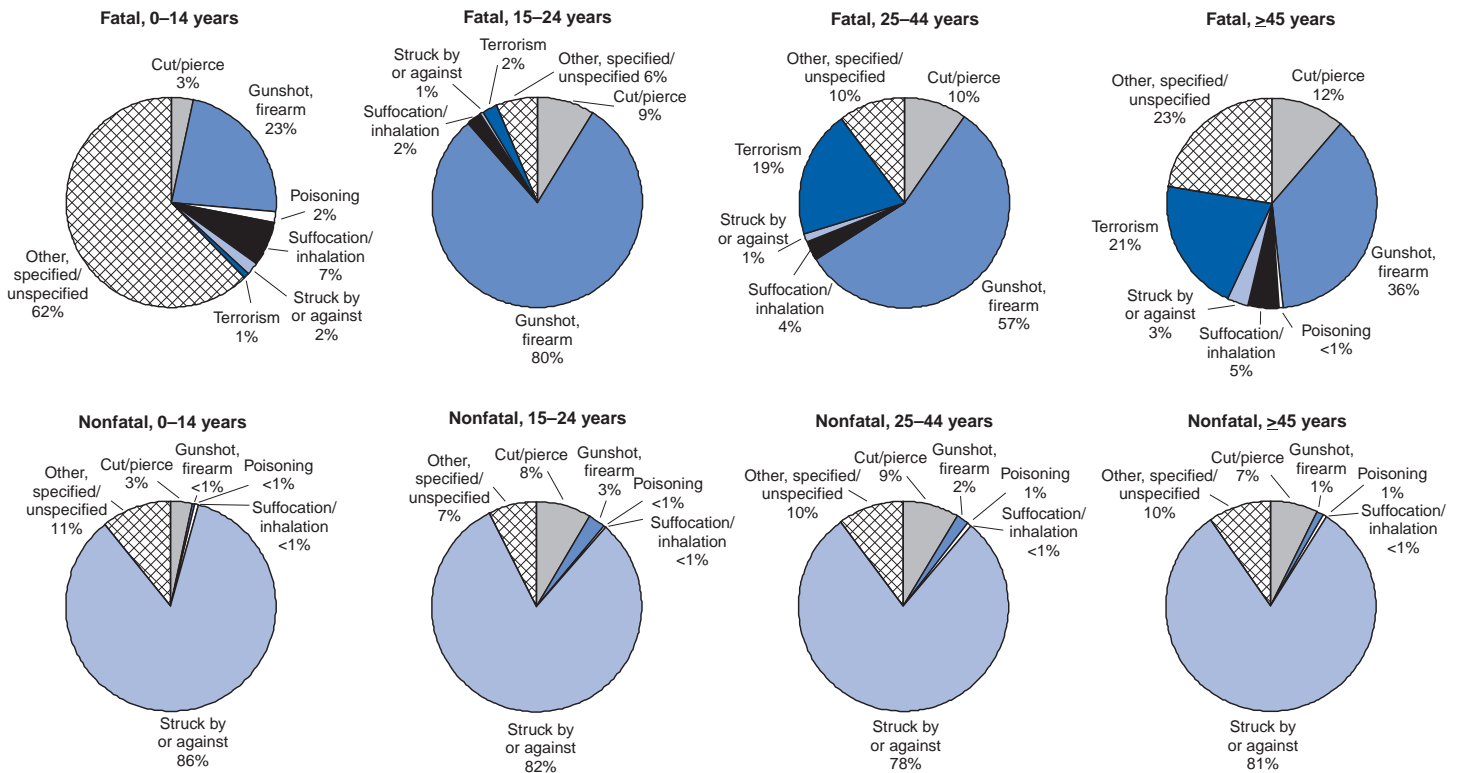 Fatal, 0–14 years
Cut/pierce
3%
Gunshot,
firearm
23%
Poisoning
2%
Suffocation/
inhalation
7%
Struck by
or against
2%
Terrorism
1%
Other,
specified/
unspecified
62%
Fatal, 15–24 years
Struck by
or against
1%
Terrorism
2%
Other, specified/
unspecified 6%
Cut/pierce
9%
Suffocation/
inhalation
2%
Gunshot,
firearm
80%
Fatal, 25–44 years
Other, specified/
unspecified
10%
Cut/pierce
10%
Terrorism
19%
Struck by
or against
1%
Suffocation/
inhalation
4%
Gunshot,
firearm
57%
Fatal, ≥45 years
Other, specified/
unspecified
23%
Cut/pierce
12%
Terrorism
21%
Gunshot,
firearm
36%
Struck by
or against
3%
Suffocation/
inhalation
5%
Poisoning
<1%
Nonfatal, 0–14 years
Other,
specified/
unspecified
11%
Cut/pierce
3%
Gunshot,
firearm
<1%
Poisoning
<1%
Suffocation/
inhalation
<1%
Struck by
or against
86%
Nonfatal, 15–24 years
Other,
specified/
unspecified
7%
Cut/pierce
8%
Gunshot,
firearm
3%
Poisoning
<1%
Suffocation/
inhalation
<1%
Struck by
or against
82%
Nonfatal, 25–44 years
Other, specified/
unspecified
10%
Cut/pierce
9%
Gunshot,
firearm
2%
Poisoning
1%
Suffocation/
inhalation
<1%
Struck by
or against
78%
Nonfatal, ≥45 years
Other, specified/
unspecified
10%
Cut/pierce
7%
Gunshot,
firearm
1%
Poisoning
1%
Suffocation/
inhalation
<1%
Struck by
or against
81%